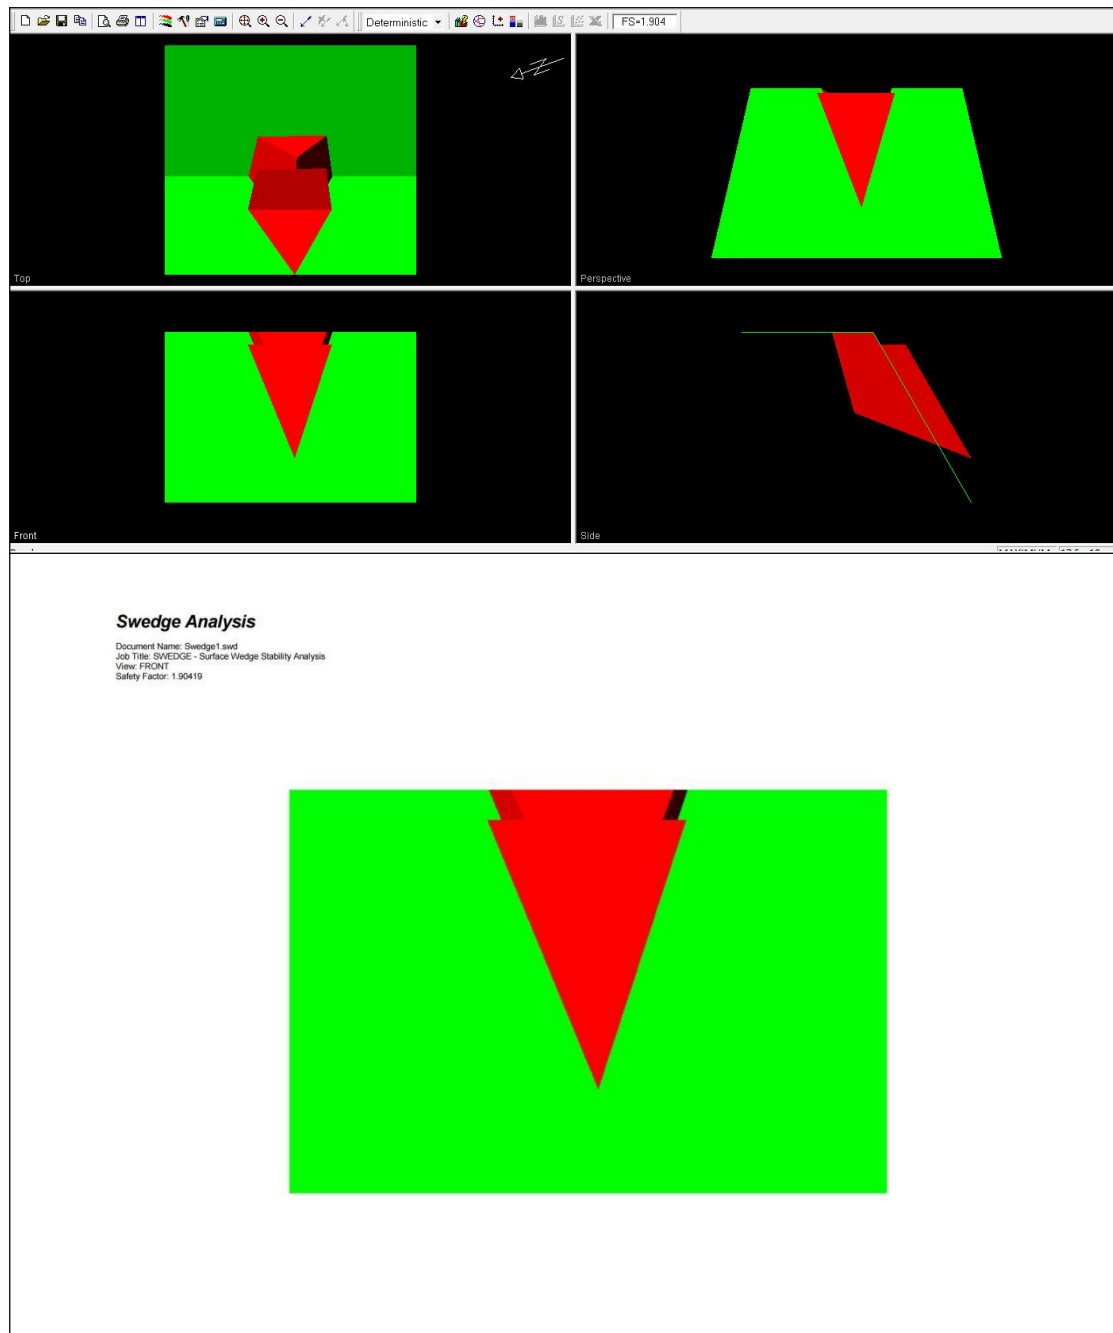 Deterministic
FS=1.904
Top
Perspective
Front
Side
Swedge Analysis
Document Name: Swedge1.swd
Job Title: SWEDGE - Surface Wedge Stability Analysis
View: FRONT
Safety Factor: 1.90419